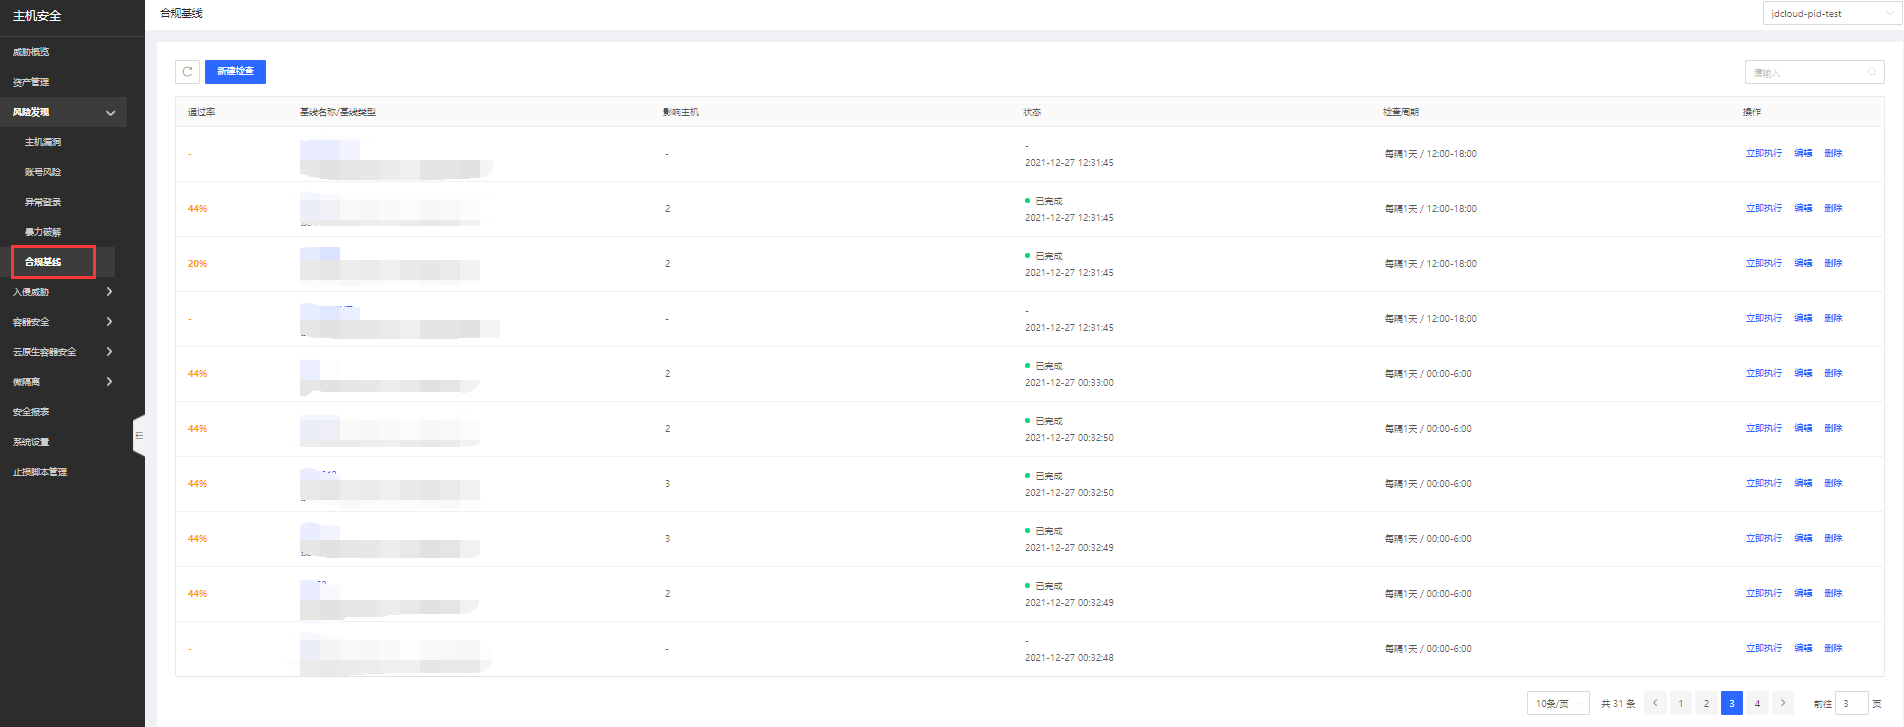 主机安全
合规基线
jdcloud-pid-test
威胁概览
资产管理
风险发现
主机漏洞
账号风险
异常登录
暴力破解
合规基线
入侵威胁
容器安全
云原生容器安全
微隔离
安全报表
系统设置
止损脚本管理
新建检查
请输入
通过率 基线名称/基线类型 影响主机 状态 检查周期 操作
- - - 每隔1天 / 12:00-18:00 立即执行 编辑 删除
2021-12-27 12:31:45
44% 2 已完成 每隔1天 / 12:00-18:00 立即执行 编辑 删除
2021-12-27 12:31:45
20% 2 已完成 每隔1天 / 12:00-18:00 立即执行 编辑 删除
2021-12-27 12:31:45
- - - 每隔1天 / 12:00-18:00 立即执行 编辑 删除
2021-12-27 12:31:45
44% 2 已完成 每隔1天 / 00:00-6:00 立即执行 编辑 删除
2021-12-27 00:33:00
44% 2 已完成 每隔1天 / 00:00-6:00 立即执行 编辑 删除
2021-12-27 00:32:50
44% 3 已完成 每隔1天 / 00:00-6:00 立即执行 编辑 删除
2021-12-27 00:32:50
44% 3 已完成 每隔1天 / 00:00-6:00 立即执行 编辑 删除
2021-12-27 00:32:49
44% 2 已完成 每隔1天 / 00:00-6:00 立即执行 编辑 删除
2021-12-27 00:32:49
- - - 每隔1天 / 00:00-6:00 立即执行 编辑 删除
2021-12-27 00:32:48
10条/页 共 31 条 1 2 3 4 前往 3 页